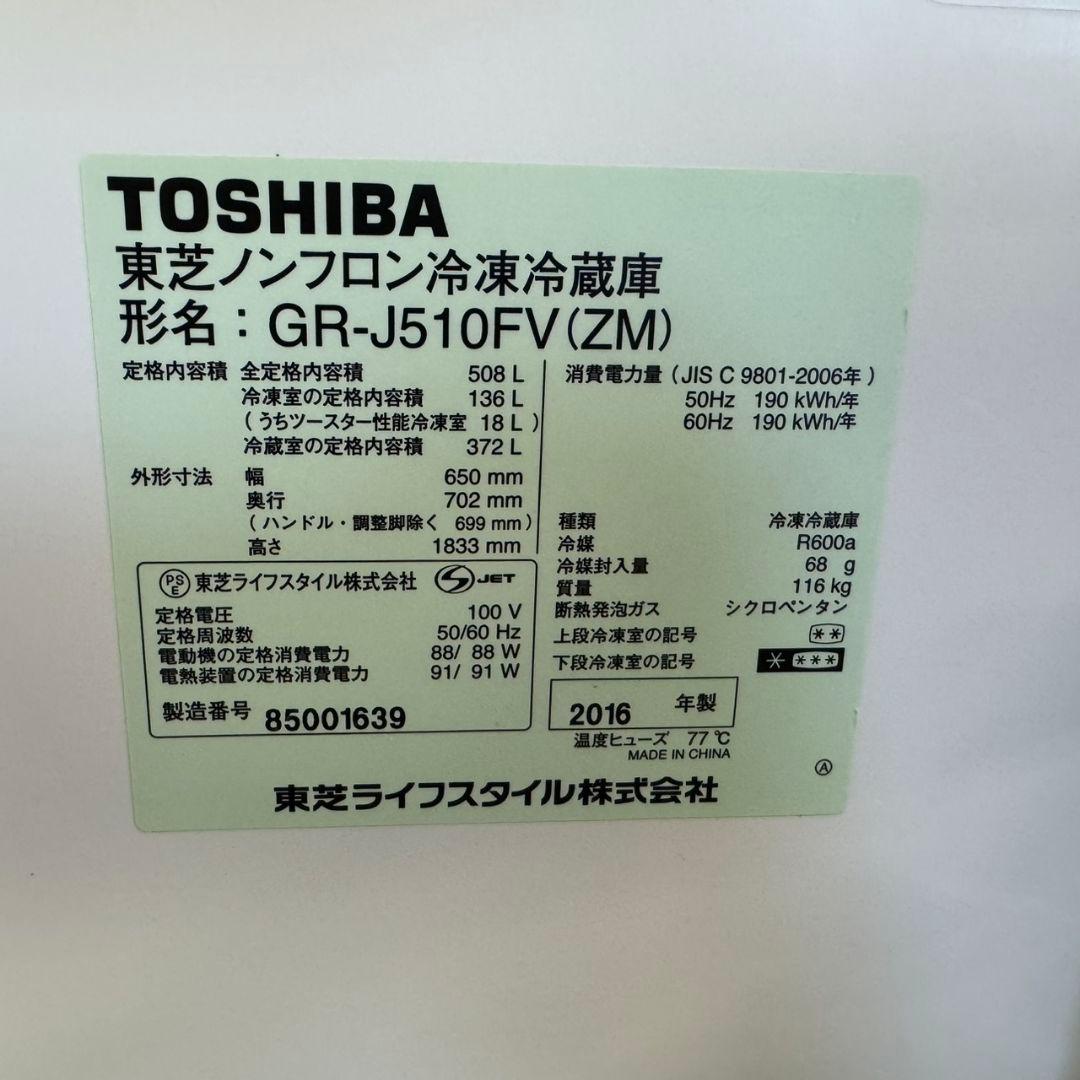 TOSHIBA
東芝ノンフロン冷凍冷蔵庫
形名：GR-J510FV(ZM)
定格内容積 全定格内容積 508 L
冷凍室の定格内容積 136 L
(うちツースター性能冷凍室 18 L)
冷蔵室の定格内容積 372 L
外形寸法 幅 650 mm
奥行 702 mm
(ハンドル・調整脚除く 699 mm)
高さ 1833 mm
PSE 東芝ライフスタイル株式会社 JET
定格電圧 100 V
定格周波数 50/60 Hz
電動機の定格消費電力 88/ 88 W
電熱装置の定格消費電力 91/ 91 W
製造番号 85001639
消費電力量 (JIS C 9801-2006年)
50Hz 190 kWh/年
60Hz 190 kWh/年
種類 冷凍冷蔵庫
冷媒 R600a
冷媒封入量 68 g
質量 116 kg
断熱発泡ガス シクロペンタン
上段冷凍室の記号 **
下段冷凍室の記号 * ***
2016 年製
温度ヒューズ 77℃
MADE IN CHINA
Ⓐ
東芝ライフスタイル株式会社